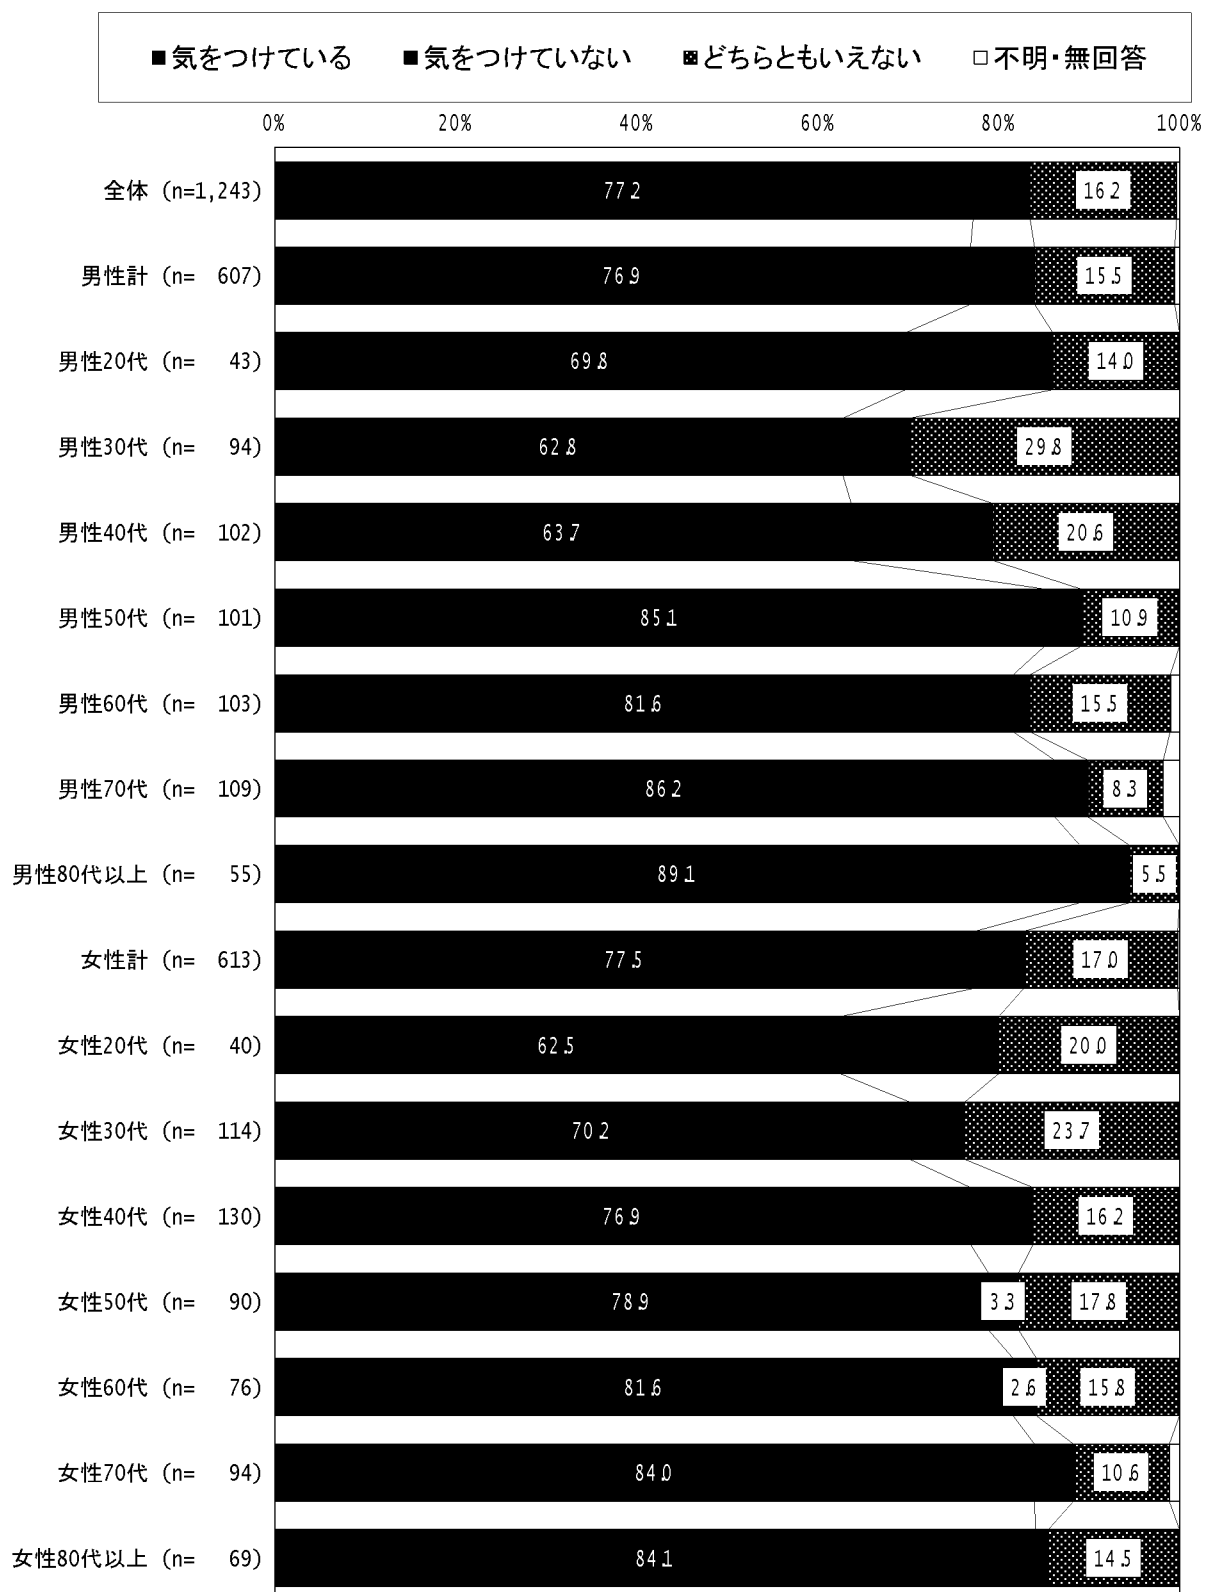 ■気をつけている ■気をつけていない どちらともいえない □不明・無回答
0% 20% 40% 60% 80% 100%
全体 (n=1,243) 77.2 16.2
男性計 (n= 607) 76.9 15.5
男性20代 (n= 43) 69.8 14.0
男性30代 (n= 94) 62.8 29.8
男性40代 (n= 102) 63.7 20.6
男性50代 (n= 101) 85.1 10.9
男性60代 (n= 103) 81.6 15.5
男性70代 (n= 109) 86.2 8.3
男性80代以上 (n= 55) 89.1 5.5
女性計 (n= 613) 77.5 17.0
女性20代 (n= 40) 62.5 20.0
女性30代 (n= 114) 70.2 23.7
女性40代 (n= 130) 76.9 16.2
女性50代 (n= 90) 78.9 3.3 17.8
女性60代 (n= 76) 81.6 2.6 15.8
女性70代 (n= 94) 84.0 10.6
女性80代以上 (n= 69) 84.1 14.5